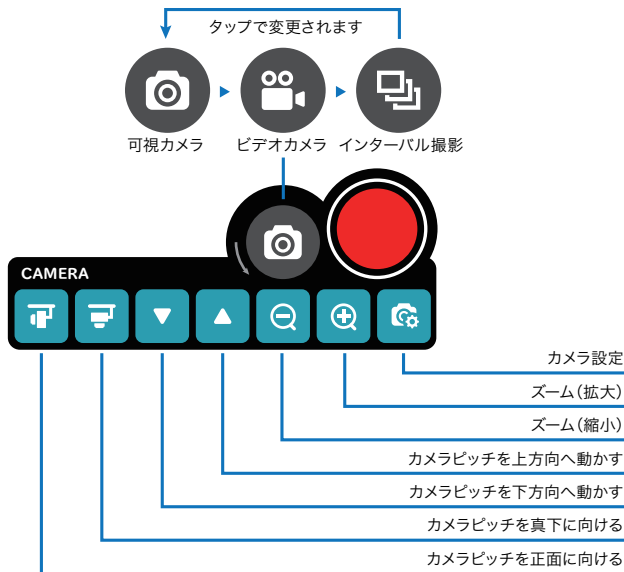 タップで変更されます
可視カメラ
ビデオカメラ
インターバル撮影
CAMERA
カメラ設定
ズーム（拡大）
ズーム（縮小）
カメラピッチを上方向へ動かす
カメラピッチを下方向へ動かす
カメラピッチを真下に向ける
カメラピッチを正面に向ける